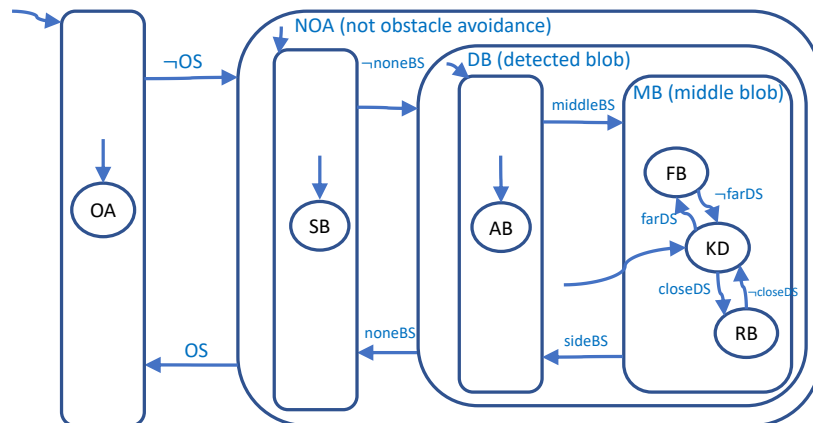 NOA (not obstacle avoidance)
¬OS
¬noneBS
DB (detected blob)
middleBS
MB (middle blob)
FB
¬farDS
farDS
OA
SB
AB
KD
closeDS
¬closeDS
RB
OS
noneBS
sideBS